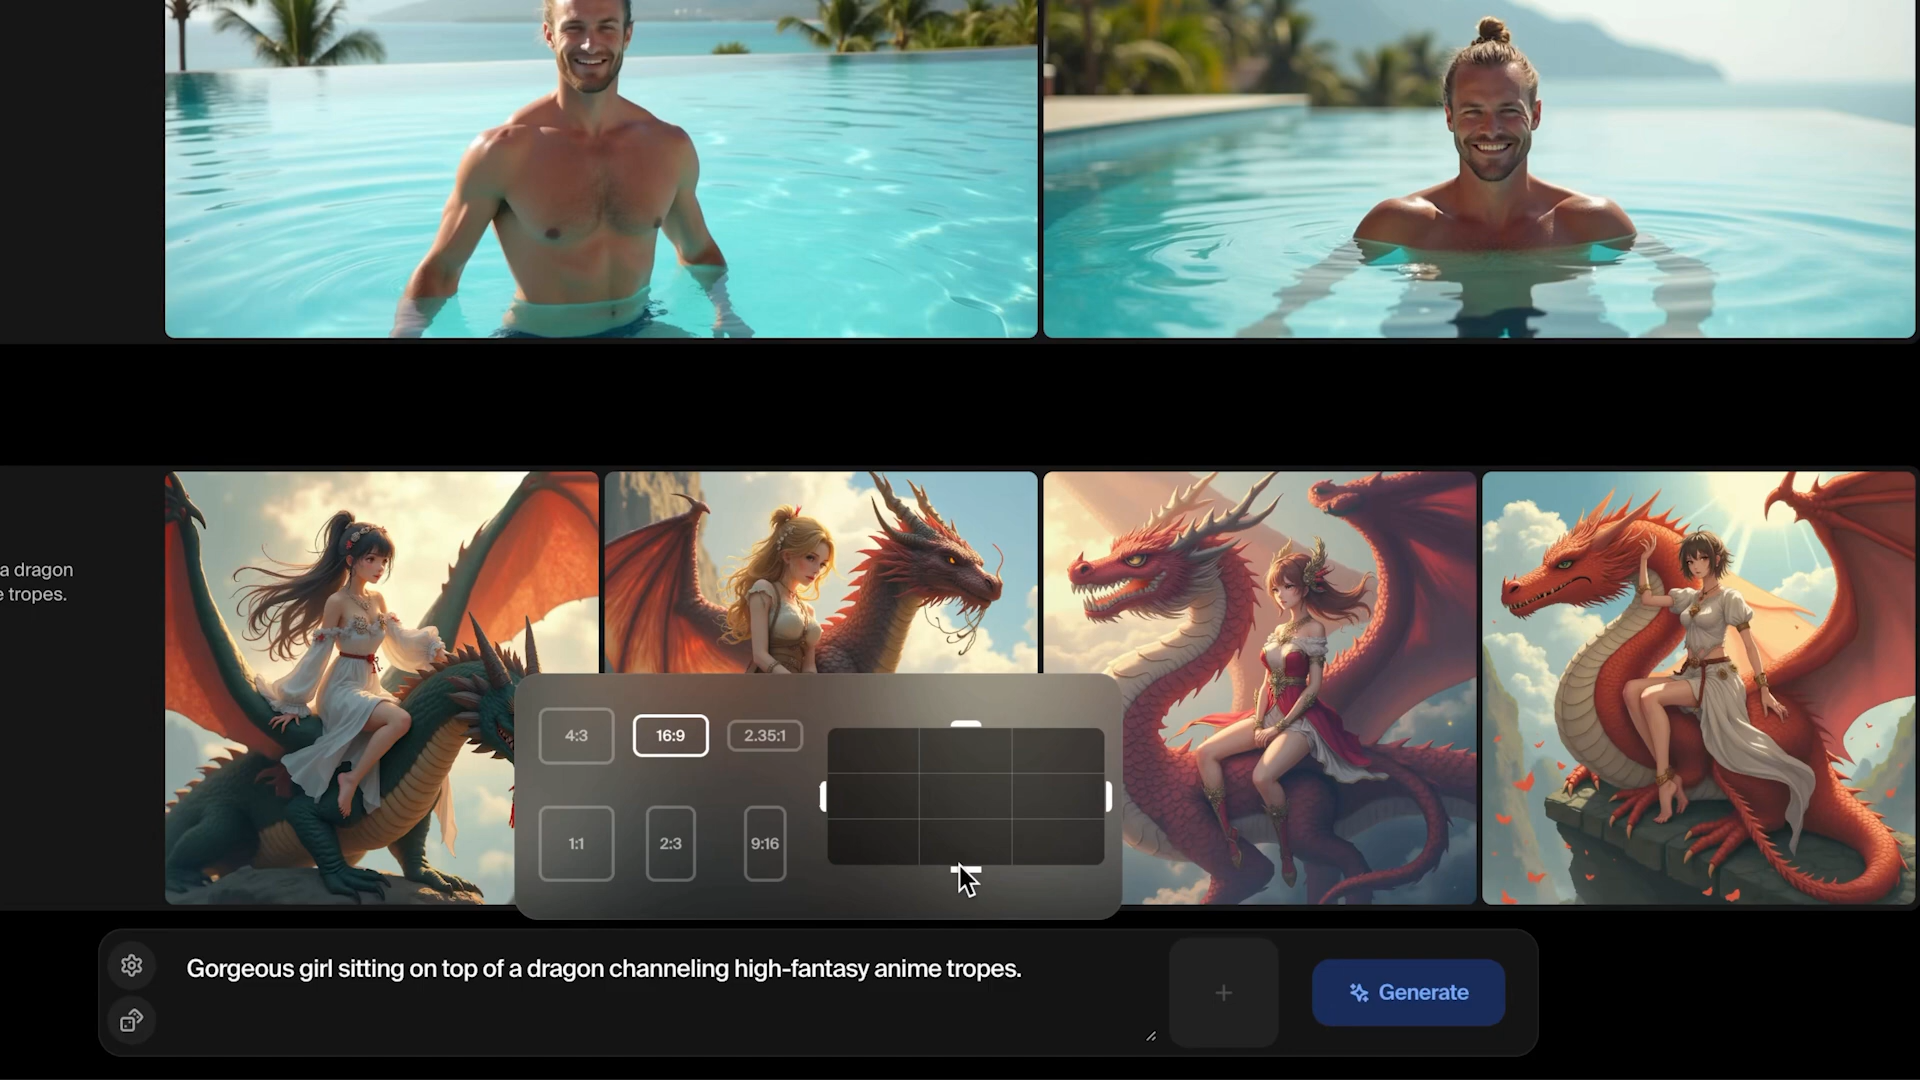 a dragon
e tropes.
4:3
16:9
2.35:1
1:1
2:3
9:16
Gorgeous girl sitting on top of a dragon channeling high-fantasy anime tropes.
+
Generate